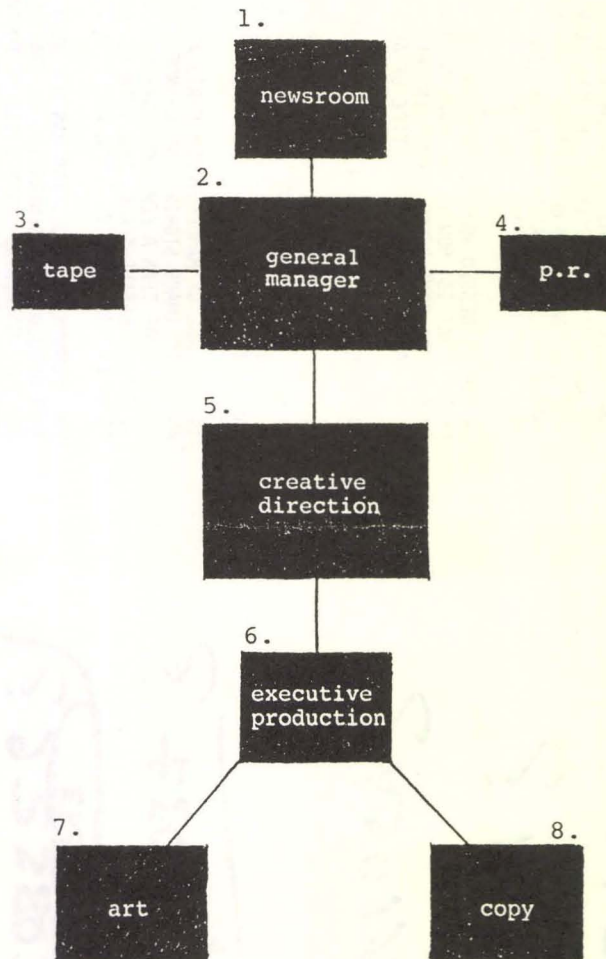 1.
newsroom
2.
general
manager
3.
tape
4.
p.r.
5.
creative
direction
6.
executive
production
7.
art
8.
copy